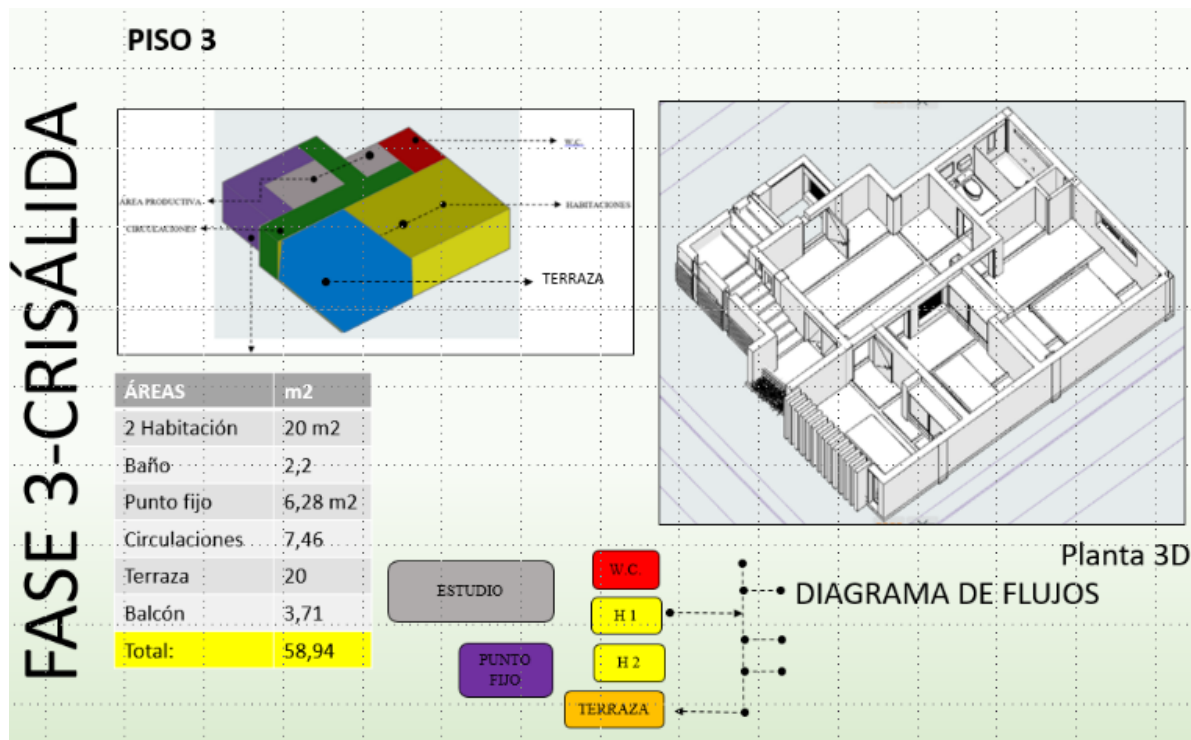 PISO 3
FASE 3-CRISÁLIDA
W.C.
AREA PRODUCTIVA
HABITACIONES
CIRCULACIONES
TERRAZA
ÁREAS m2
2 Habitación 20 m2
Baño 2,2
Punto fijo 6,28 m2
Circulaciones 7,46
Terraza 20
Balcón 3,71
Total: 58,94
Planta 3D
ESTUDIO
W.C.
H 1
PUNTO
FIJO
H 2
TERRAZA
DIAGRAMA DE FLUJOS